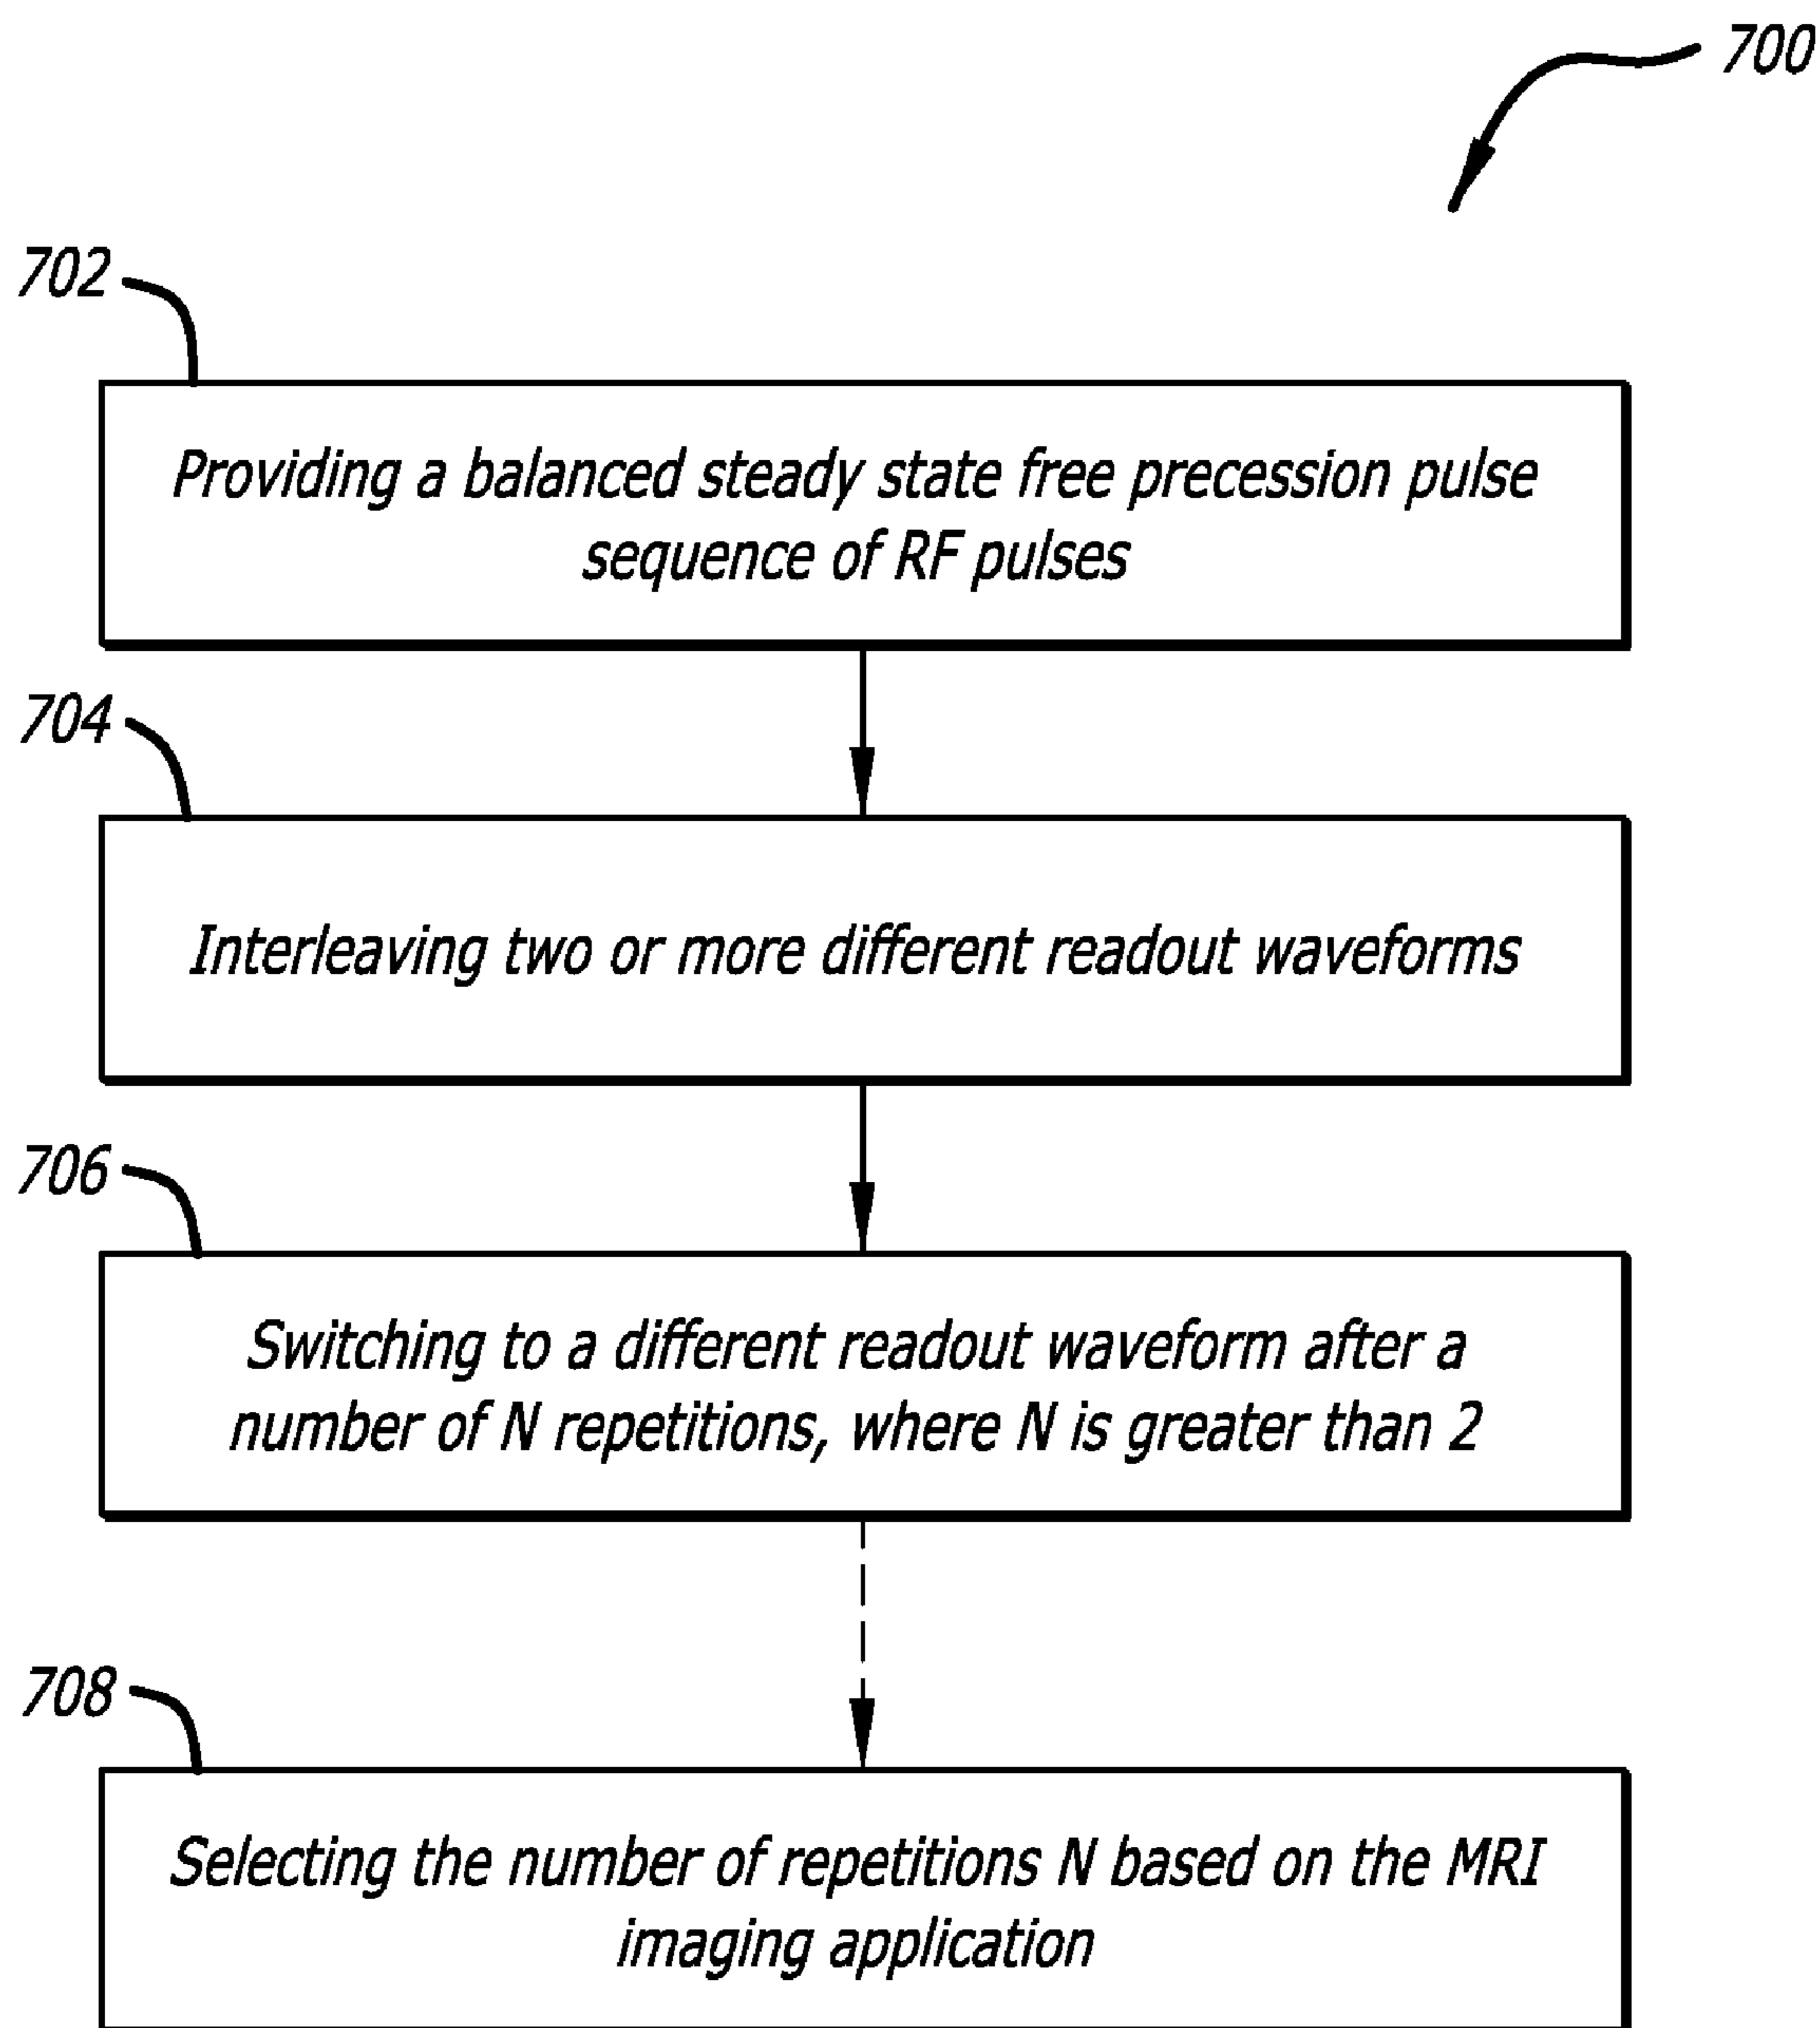 700
702
Providing a balanced steady state free precession pulse
sequence of RF pulses
704
Interleaving two or more different readout waveforms
706
Switching to a different readout waveform after a
number of N repetitions, where N is greater than 2
708
Selecting the number of repetitions N based on the MRI
imaging application